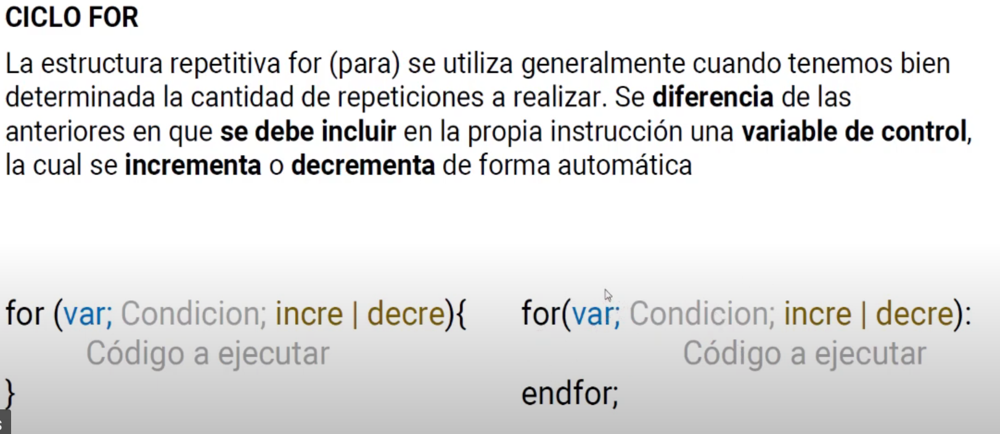 CICLO FOR
La estructura repetitiva for (para) se utiliza generalmente cuando tenemos bien
determinada la cantidad de repeticiones a realizar. Se diferencia de las
anteriores en que se debe incluir en la propia instrucción una variable de control,
la cual se incrementa o decrementa de forma automática
for (var; Condicion; incre | decre){
Código a ejecutar
}
for(var; Condicion; incre | decre):
Código a ejecutar
endfor;